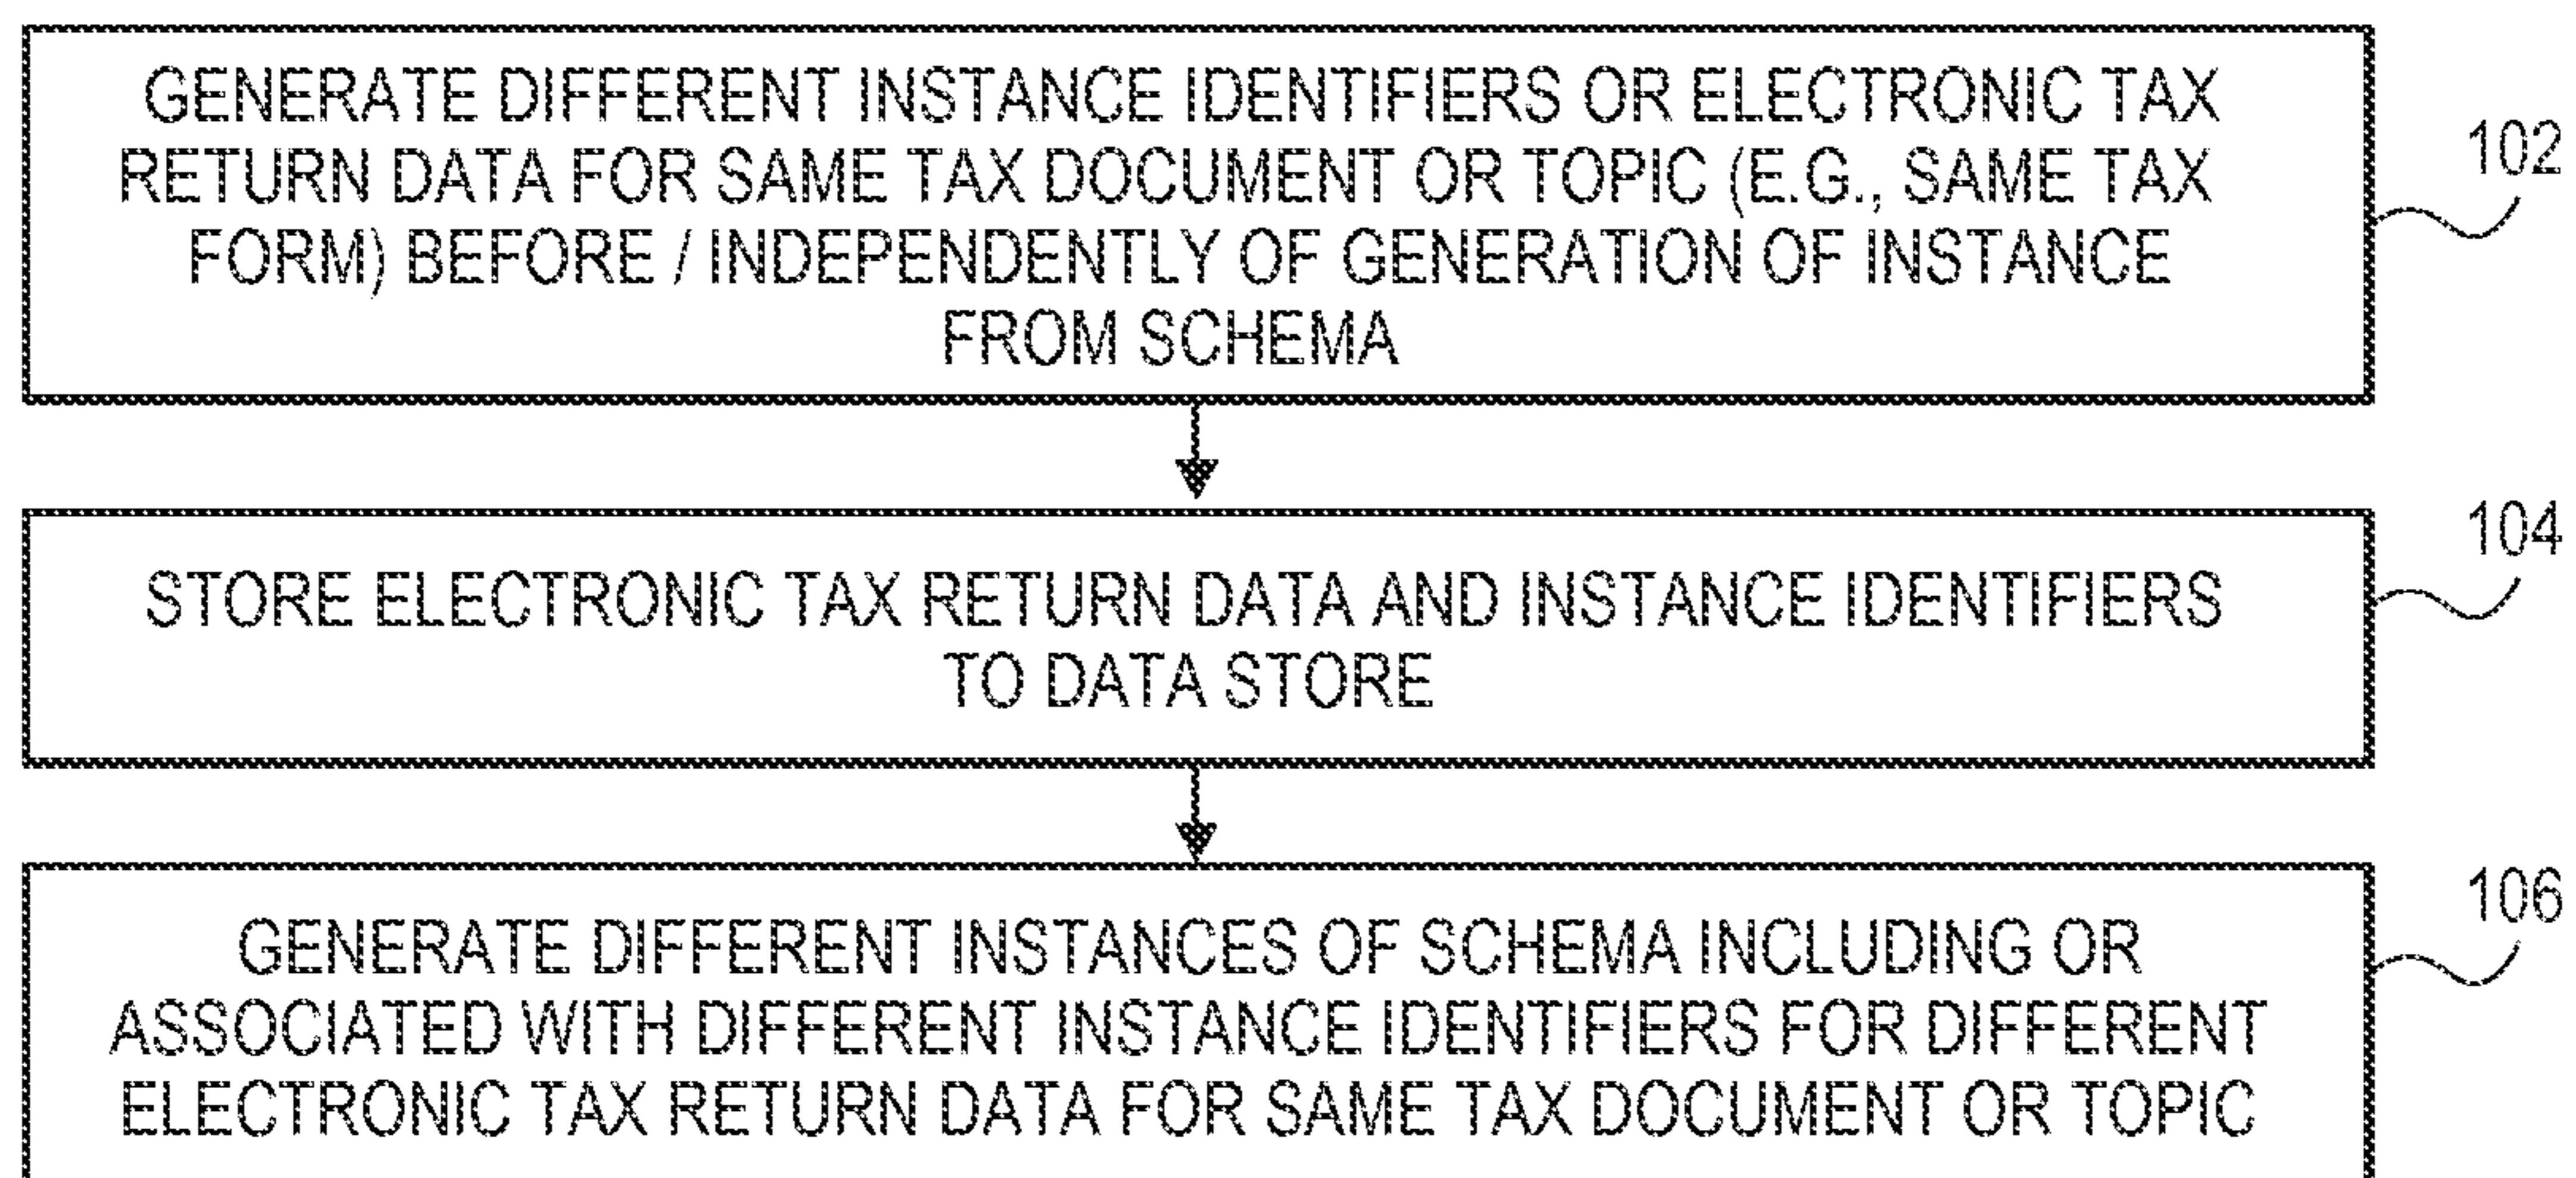 GENERATE DIFFERENT INSTANCE IDENTIFIERS OR ELECTRONIC TAX
RETURN DATA FOR SAME TAX DOCUMENT OR TOPIC (E.G., SAME TAX
FORM) BEFORE / INDEPENDENTLY OF GENERATION OF INSTANCE
FROM SCHEMA
102
STORE ELECTRONIC TAX RETURN DATA AND INSTANCE IDENTIFIERS
TO DATA STORE
104
GENERATE DIFFERENT INSTANCES OF SCHEMA INCLUDING OR
ASSOCIATED WITH DIFFERENT INSTANCE IDENTIFIERS FOR DIFFERENT
ELECTRONIC TAX RETURN DATA FOR SAME TAX DOCUMENT OR TOPIC
106